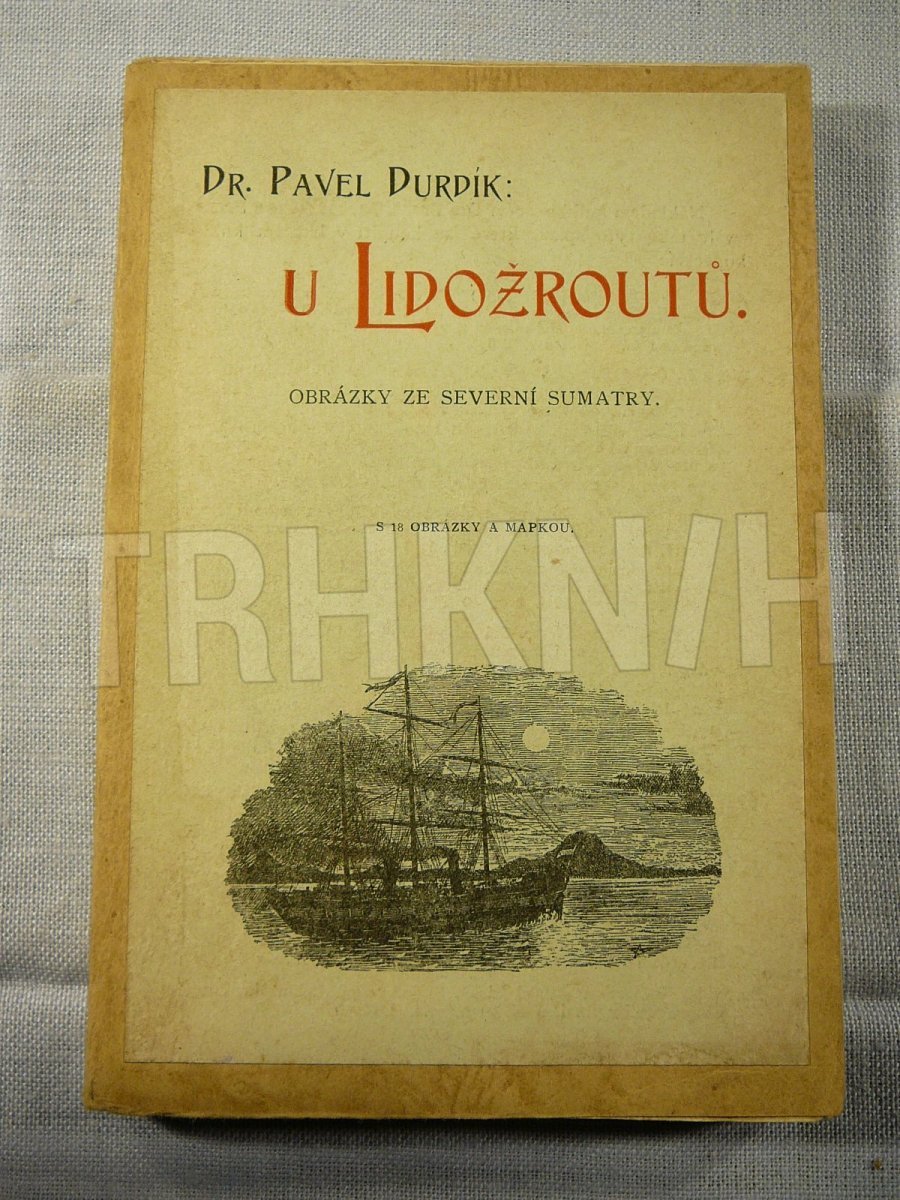 DR. PAVEL DURDÍK:
U LIDOŽROUTŮ.
OBRÁZKY ZE SEVERNÍ SUMATRY.
S 18 OBRÁZKY A MAPKOU.
TRHKNIH